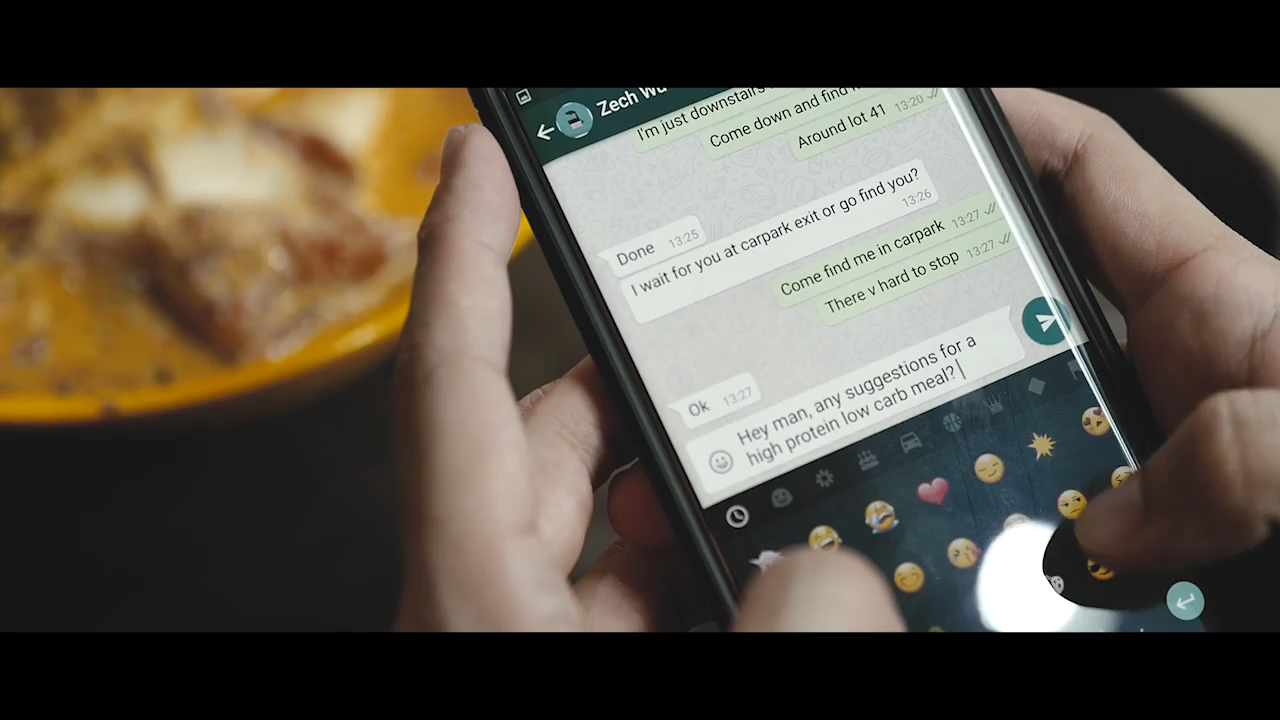 Zech Wu
I'm just downstairs
Come down and find
Around lot 41 13:20
Done 13:25
I wait for you at carpark exit or go find you?
13:26
Come find me in carpark 13:27
There v hard to stop 13:27
Ok 13:27
Hey man, any suggestions for a
high protein low carb meal?